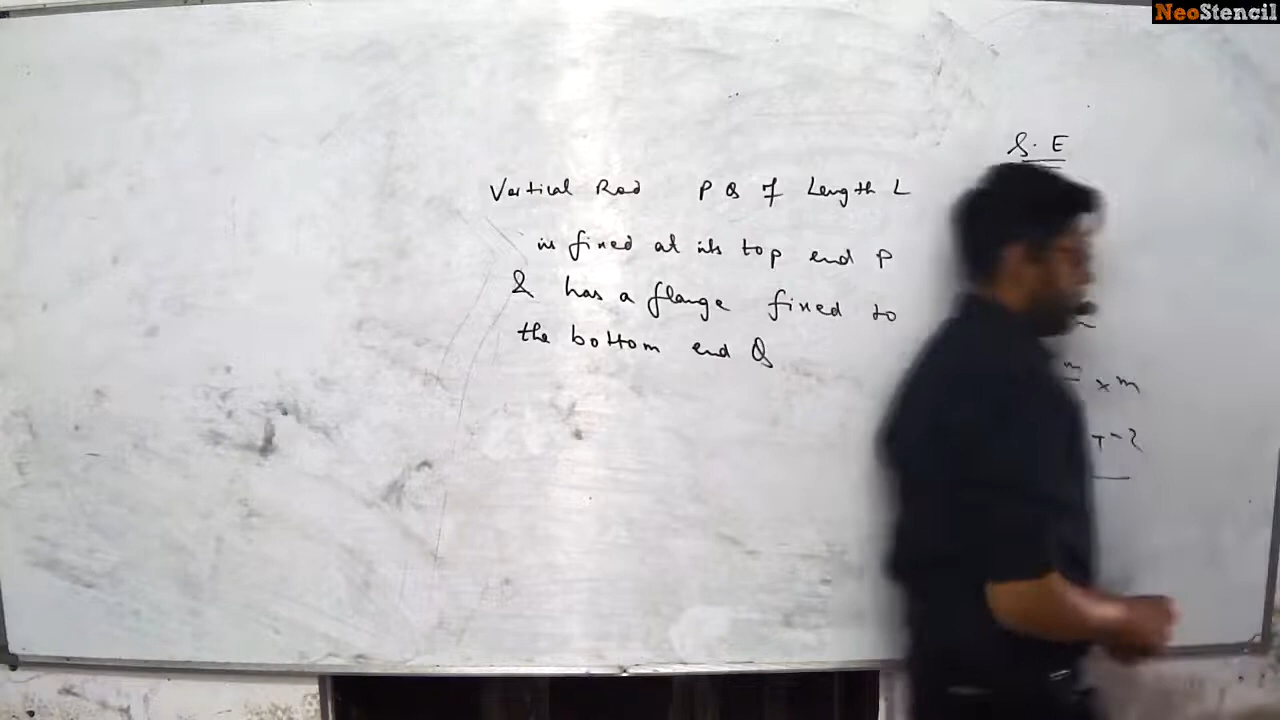 NeoStencil
S. E
Vertical Rod PQ of Length L
is fixed at its top end P
& has a flange fixed to
the bottom end Q
m x m
T-2